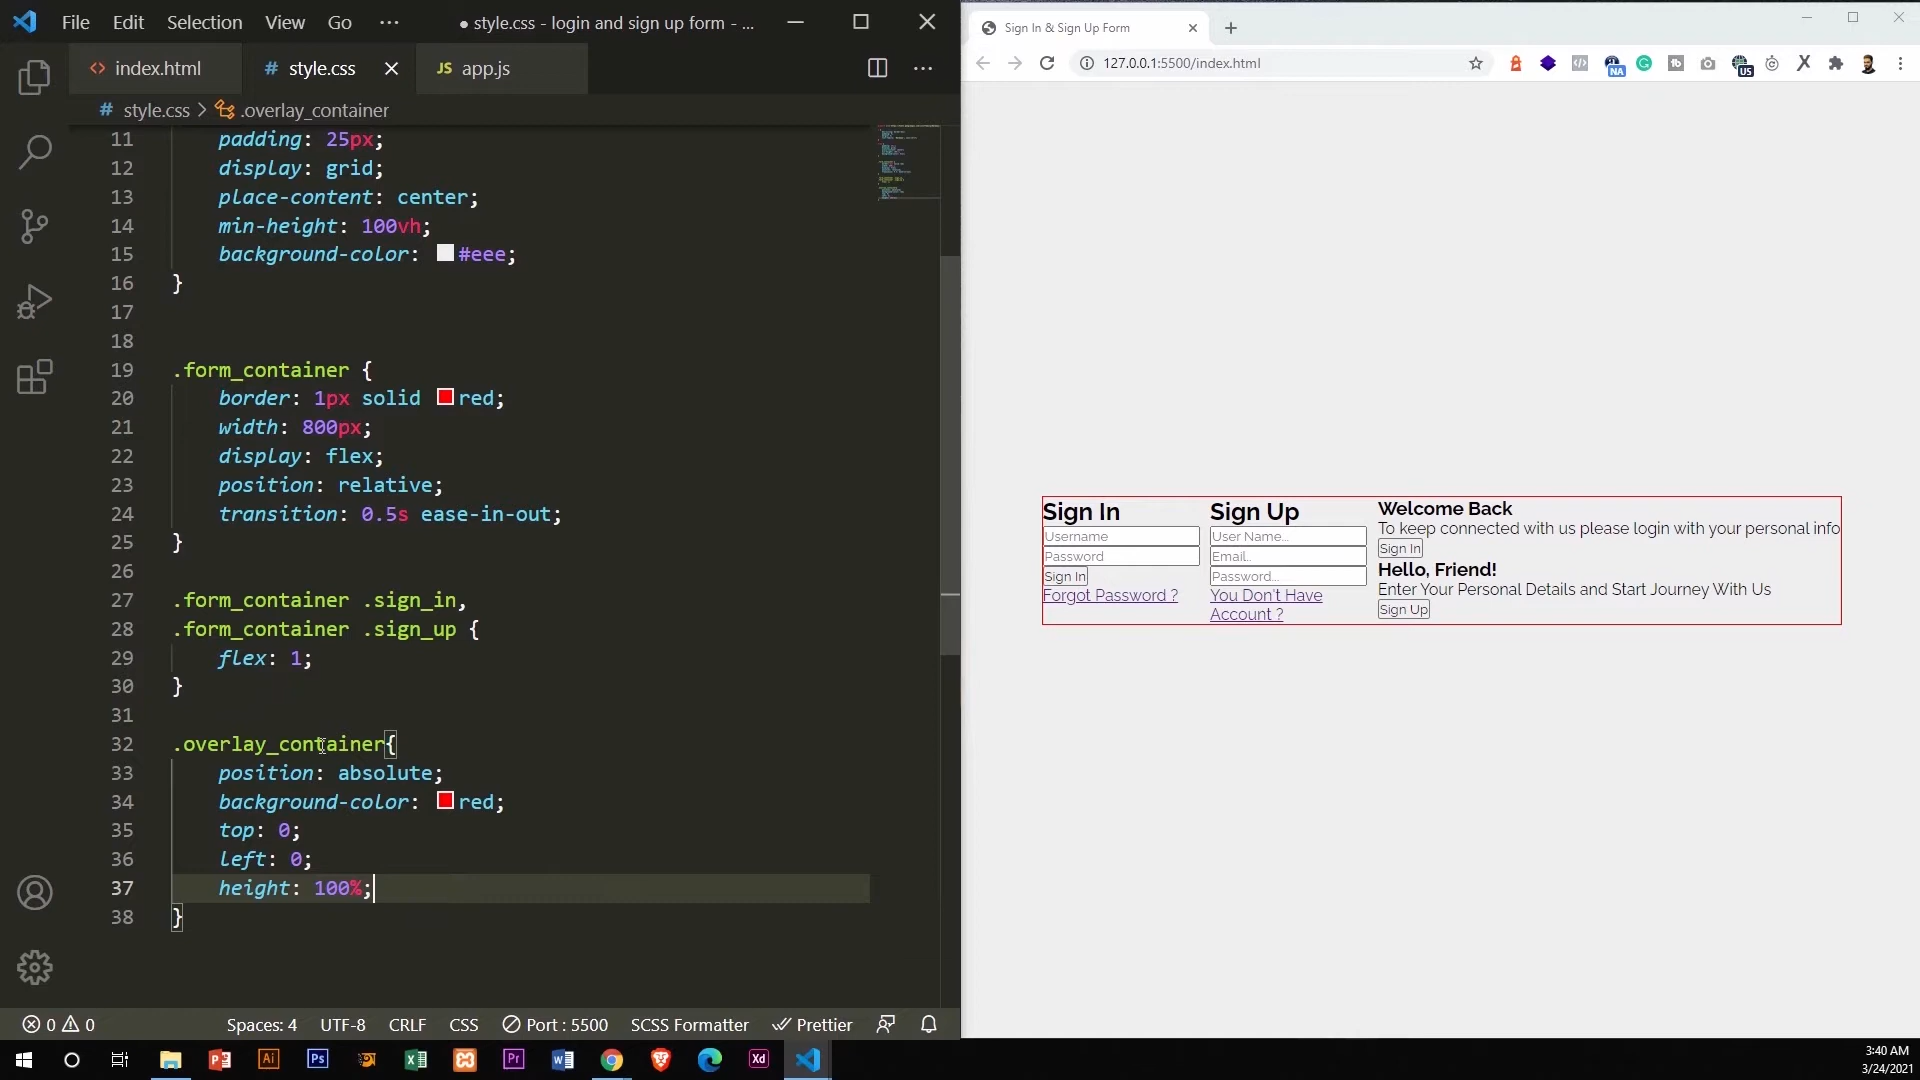 File Edit Selection View Go ··· ● style.css - login and sign up form - ...
<> index.html # style.css JS app.js
# style.css > .overlay_container
11 padding: 25px;
12 display: grid;
13 place-content: center;
14 min-height: 100vh;
15 background-color: #eee;
16 }
17
18
19 .form_container {
20 border: 1px solid red;
21 width: 800px;
22 display: flex;
23 position: relative;
24 transition: 0.5s ease-in-out;
25 }
26
27 .form_container .sign_in,
28 .form_container .sign_up {
29 flex: 1;
30 }
31
32 .overlay_container{
33 position: absolute;
34 background-color: red;
35 top: 0;
36 left: 0;
37 height: 100%;
38 }
0 0 Spaces: 4 UTF-8 CRLF CSS Port : 5500 SCSS Formatter Prettier
Sign In & Sign Up Form
127.0.0.1:5500/index.html
NA US X
Sign In
Username
Password
Sign In
Forgot Password ?
Sign Up
User Name...
Email..
Password...
You Don't Have
Account ?
Welcome Back
To keep connected with us please login with your personal info
Sign In
Hello, Friend!
Enter Your Personal Details and Start Journey With Us
Sign Up
Ai Ps Pr Xd
3:40 AM
3/24/2021